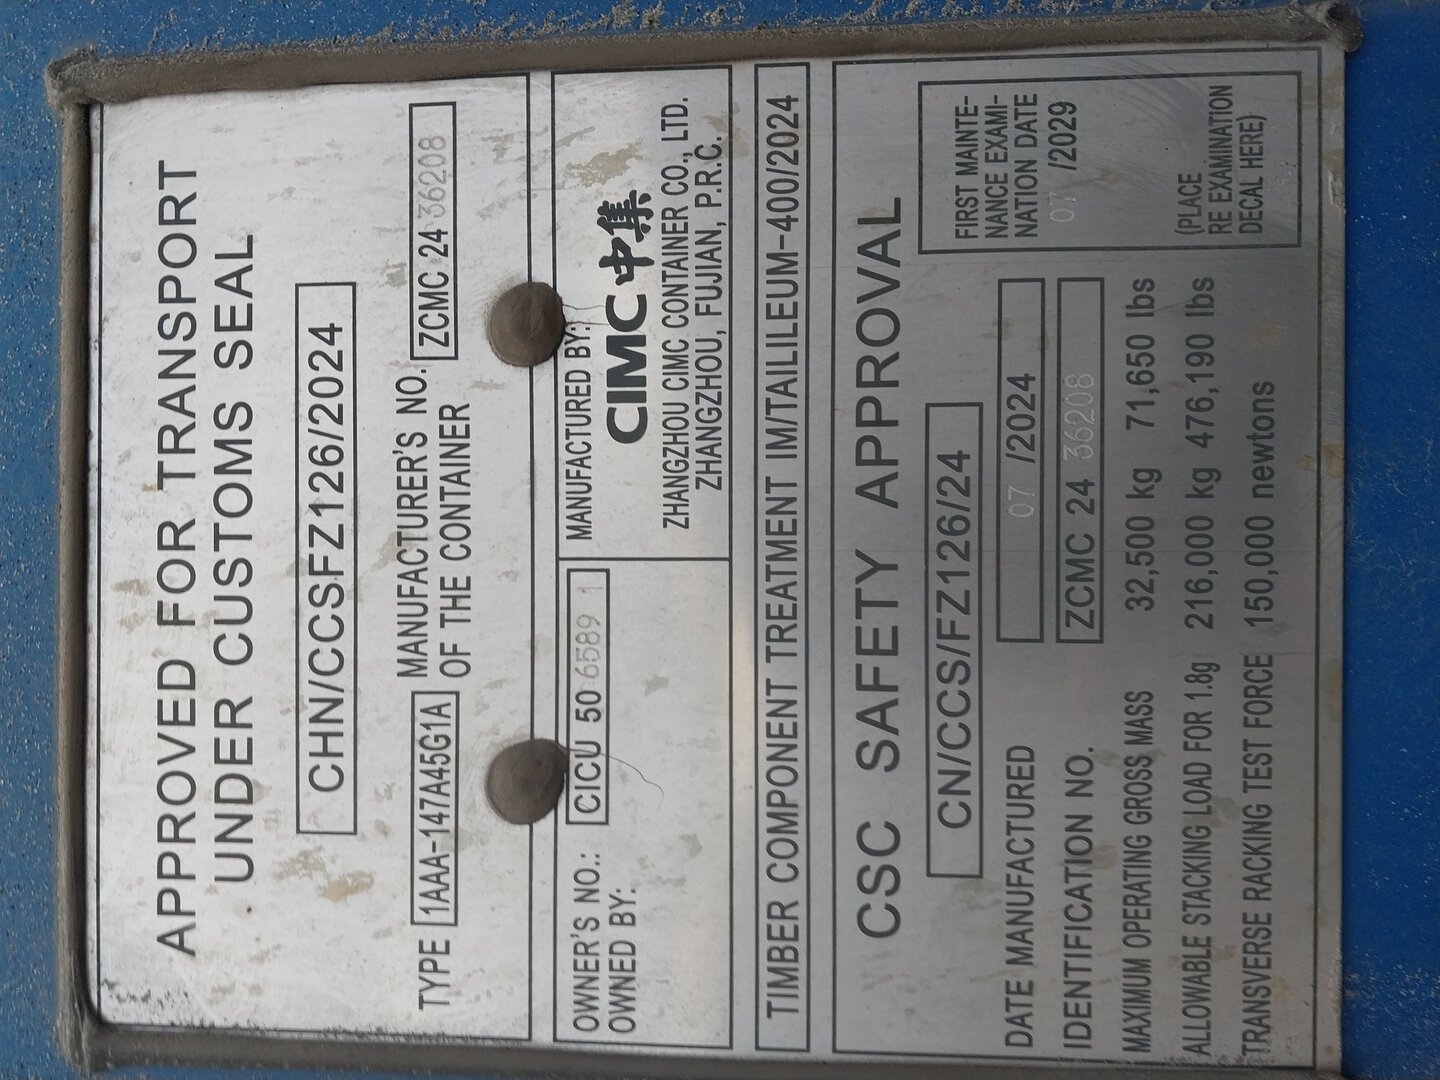 APPROVED FOR TRANSPORT
UNDER CUSTOMS SEAL
CHN/CCSFZ126/2024
TYPE 1AAA-147A45G1A MANUFACTURER'S NO. ZCMC 24 36208
OF THE CONTAINER
OWNER'S NO.: CICU 50 6589 1
OWNED BY:
MANUFACTURED BY:
CIMC 中集
ZHANGZHOU CIMC CONTAINER CO., LTD.
ZHANGZHOU, FUJIAN, P.R.C.
TIMBER COMPONENT TREATMENT IM/TAILILEUM-400/2024
CSC SAFETY APPROVAL
CN/CCS/FZ126/24
DATE MANUFACTURED 07 /2024
IDENTIFICATION NO. ZCMC 24 36208
MAXIMUM OPERATING GROSS MASS 32,500 kg 71,650 lbs
ALLOWABLE STACKING LOAD FOR 1.8g 216,000 kg 476,190 lbs
TRANSVERSE RACKING TEST FORCE 150,000 newtons
FIRST MAINTE-
NANCE EXAMI-
NATION DATE
07 /2029
(PLACE
RE EXAMINATION
DECAL HERE)